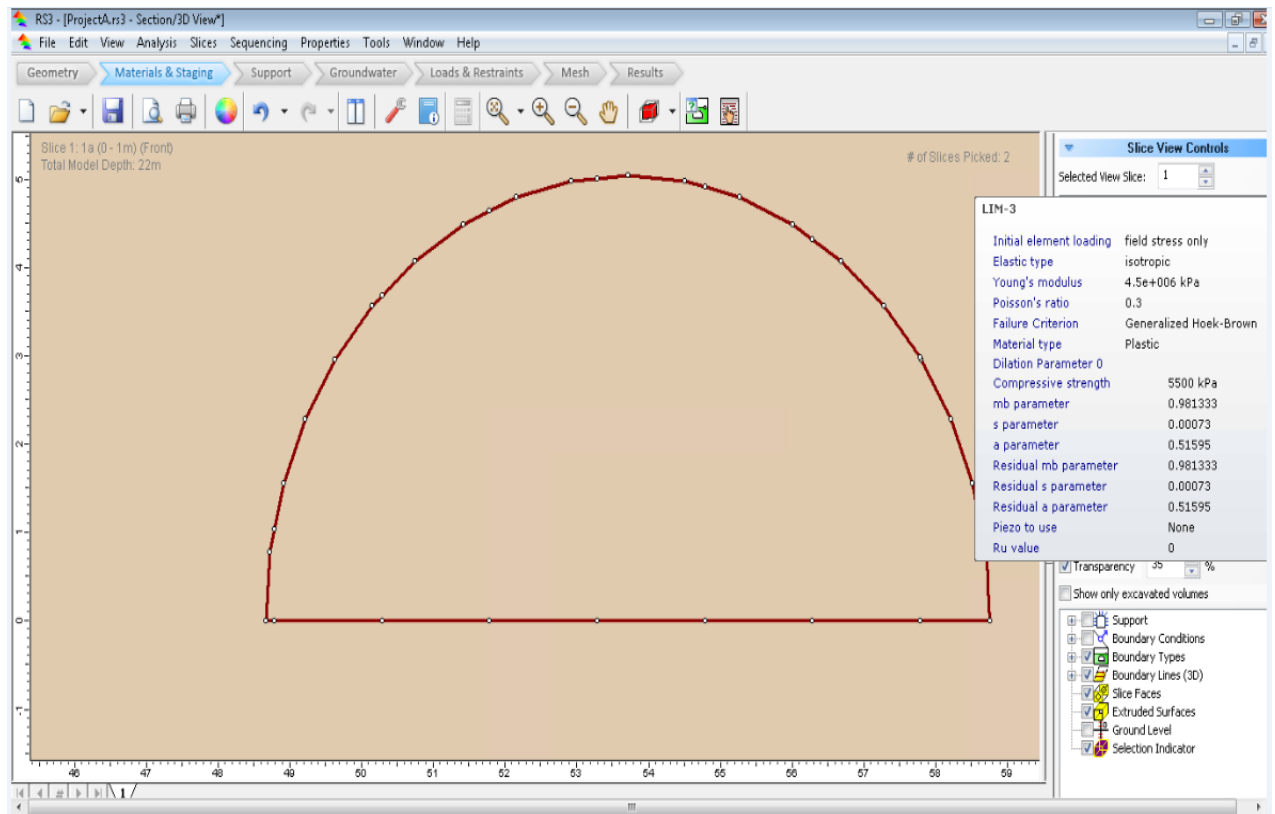 RS3 - [ProjectA.rs3 - Section/3D View*]
File Edit View Analysis Slices Sequencing Properties Tools Window Help
Geometry Materials & Staging Support Groundwater Loads & Restraints Mesh Results
Slice 1: 1a (0 - 1m) (Front)
Total Model Depth: 22m
# of Slices Picked: 2
Slice View Controls
Selected View Slice: 1
LIM-3
Initial element loading field stress only
Elastic type isotropic
Young's modulus 4.5e+006 kPa
Poisson's ratio 0.3
Failure Criterion Generalized Hoek-Brown
Material type Plastic
Dilation Parameter 0
Compressive strength 5500 kPa
mb parameter 0.981333
s parameter 0.00073
a parameter 0.51595
Residual mb parameter 0.981333
Residual s parameter 0.00073
Residual a parameter 0.51595
Piezo to use None
Ru value 0
Transparency 35 %
Show only excavated volumes
Support
Boundary Conditions
Boundary Types
Boundary Lines (3D)
Slice Faces
Extruded Surfaces
Ground Level
Selection Indicator
5
4
3
2
1
0
-1
46 47 48 49 50 51 52 53 54 55 56 57 58 59
# 1